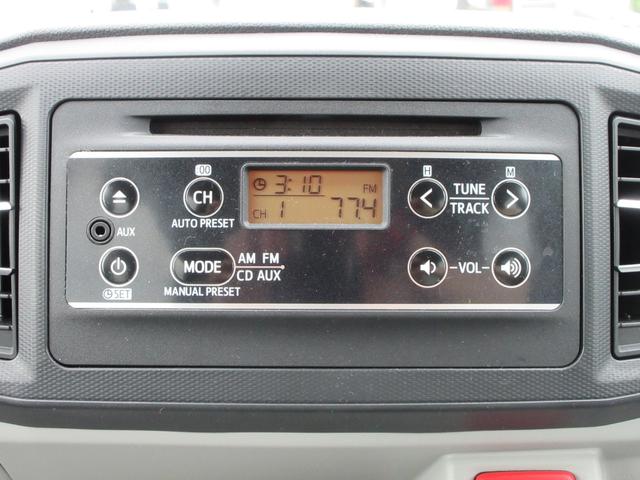 :00
H
M
3:10
FM
CH 1 77.4
CH
AUTO PRESET
TUNE
TRACK
AUX
MODE
AM FM
CD AUX
MANUAL PRESET
VOL
SET